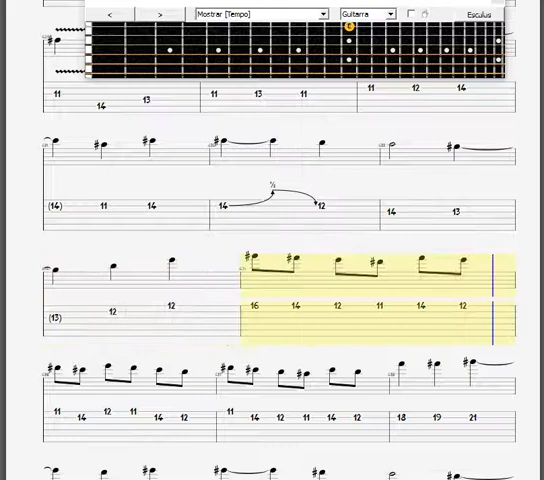 < > Mostrar [Tempo] Guitarra Esculus
11 14 13 11 13 11 11 12 14
(14) 11 14 14 ½ 12 14 13
(13) 12 12 16 14 12 11 14 12
11 14 12 11 14 12 11 14 12 11 14 12 18 19 21